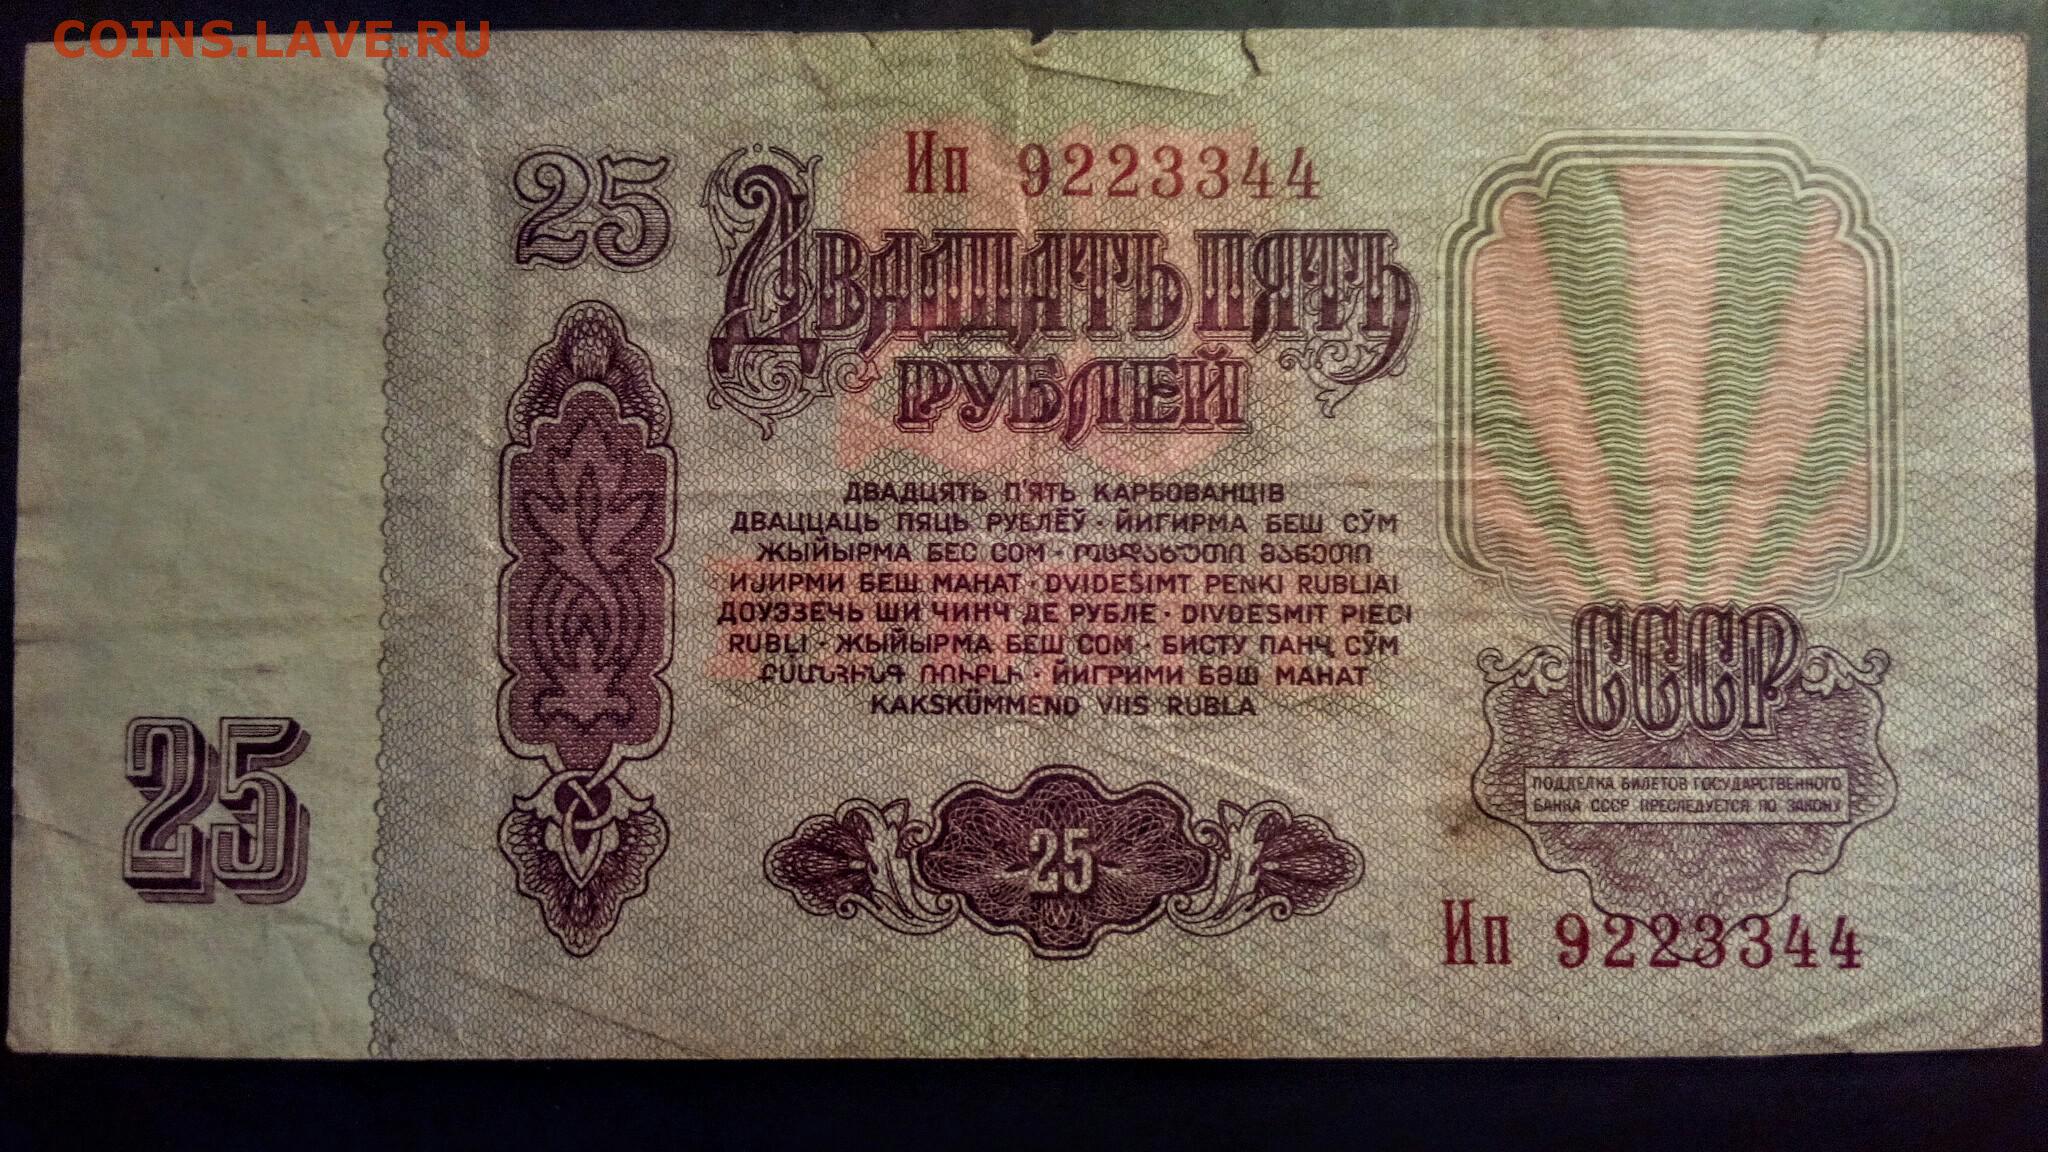 COINS.LAVE.RU
25
Ип 9223344
ДВАДЦАТЬ ПЯТЬ
РУБЛЕЙ
ДВАДЦЯТЬ П'ЯТЬ КАРБОВАНЦІВ
ДВАЦЦАЦЬ ПЯЦЬ РУБЛЁЎ · ЙИГИРМА БЕШ СЎМ
ЖЫЙЫРМА БЕС СОМ · ოცდახუთი მანეთი
ИЈИРМИ БЕШ МАНАТ · DVIDEŠIMT PENKI RUBLIAI
ДОУЭЗЕЧЬ ШИ ЧИНЧ ДЕ РУБЛЕ · DIVDESMIT PIECI
RUBLI · ЖЫЙЫРМА БЕШ СОМ · БИСТУ ПАНҶ СЎМ
ՔՍԱՆՀԻՆԳ ՌՈՒԲԼԻ · ЙИГРИМИ БӘШ МАНАТ
KAKSKÜMMEND VIIS RUBLA
25
25
СССР
ПОДДЕЛКА БИЛЕТОВ ГОСУДАРСТВЕННОГО
БАНКА СССР ПРЕСЛЕДУЕТСЯ ПО ЗАКОНУ
Ип 9223344